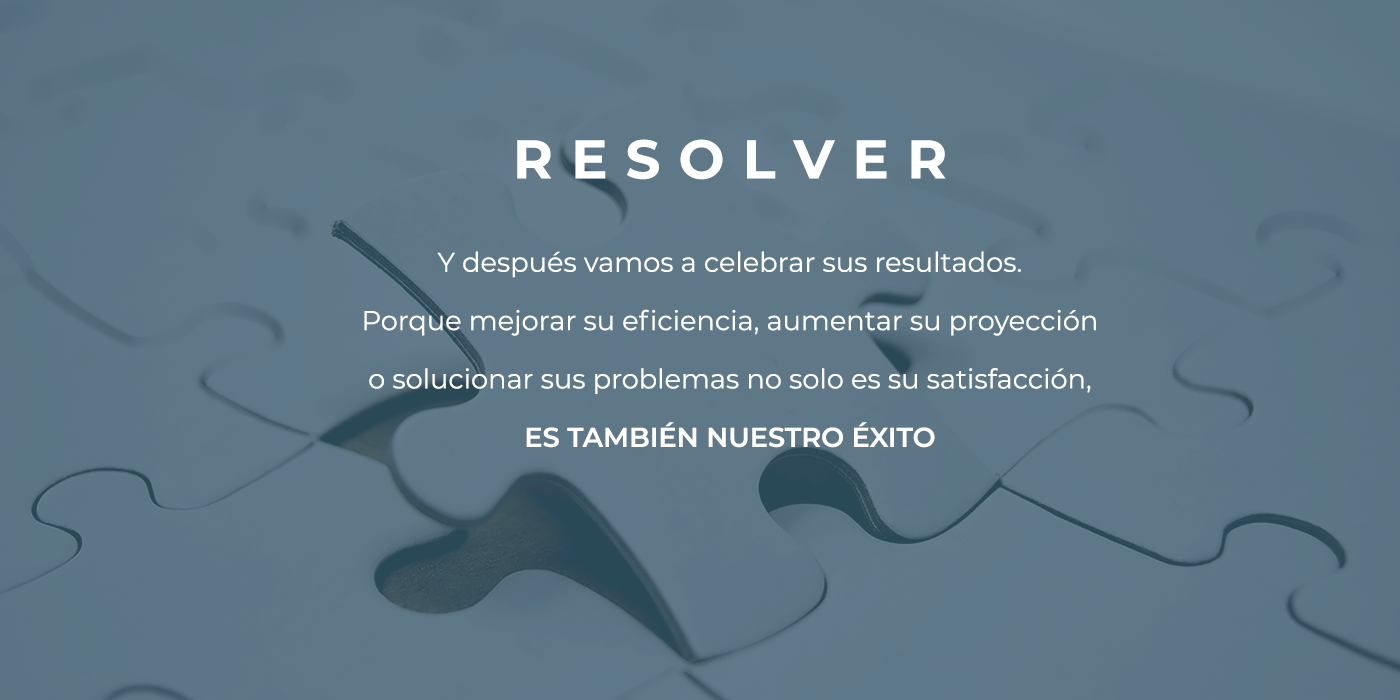 RESOLVER
Y después vamos a celebrar sus resultados.
Porque mejorar su eficiencia, aumentar su proyección
o solucionar sus problemas no solo es su satisfacción,
ES TAMBIÉN NUESTRO ÉXITO